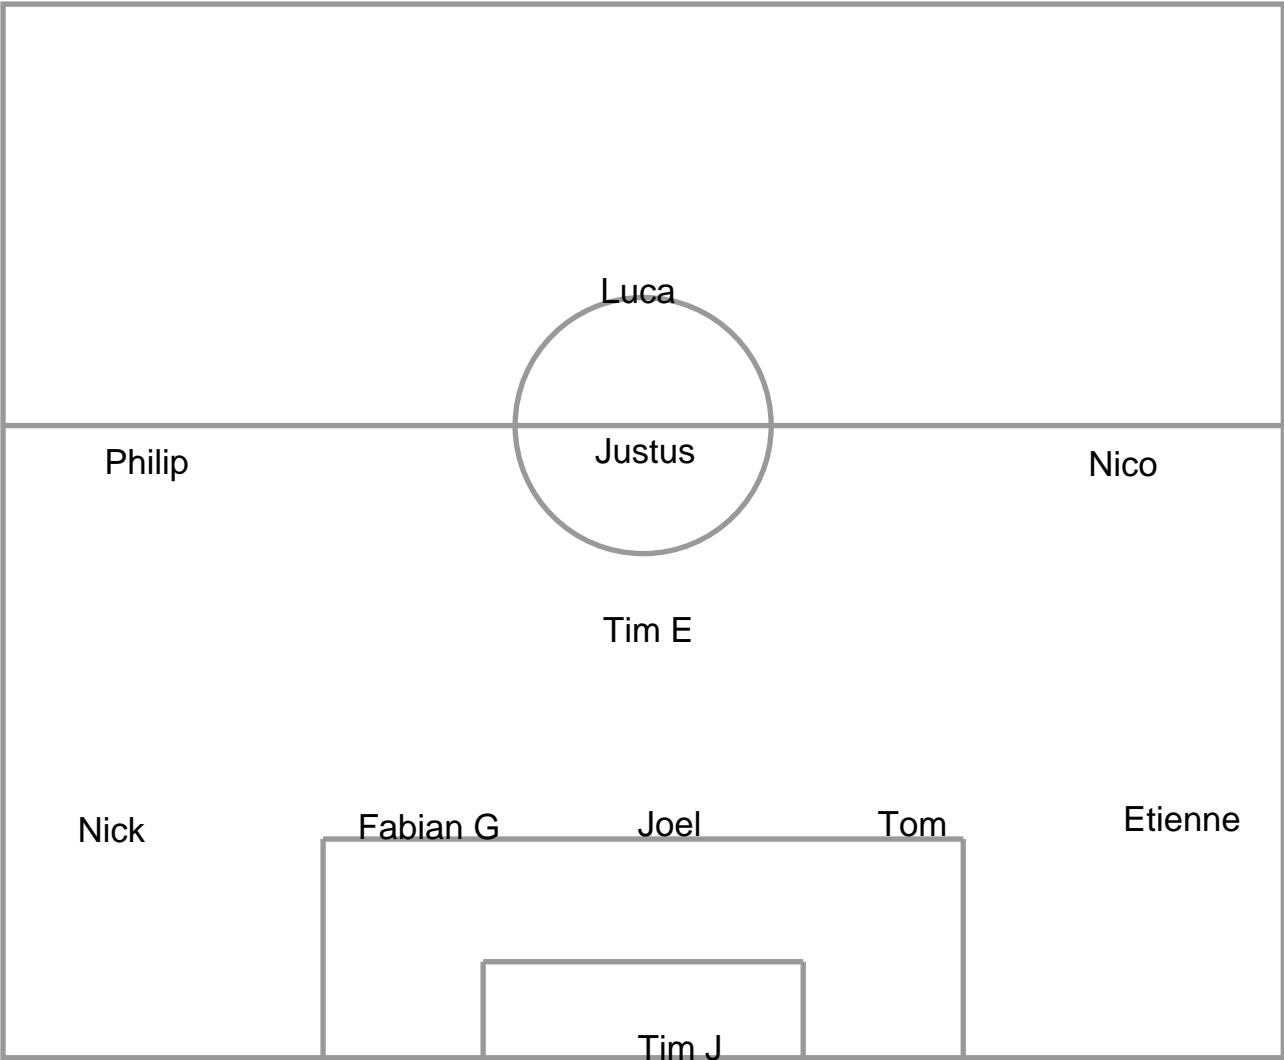 Luca
Philip
Justus
Nico
Tim E
Nick
Fabian G
Joel
Tom
Etienne
Tim J